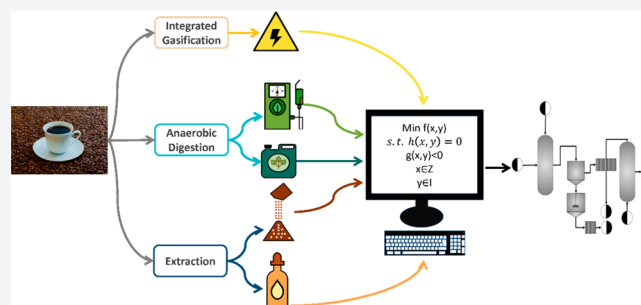 Integrated
Gasification
Anaerobic
Digestion
Extraction
Min f(x,y)
s.t. h(x,y) = 0
g(x,y)<0
x∈Z
y∈I